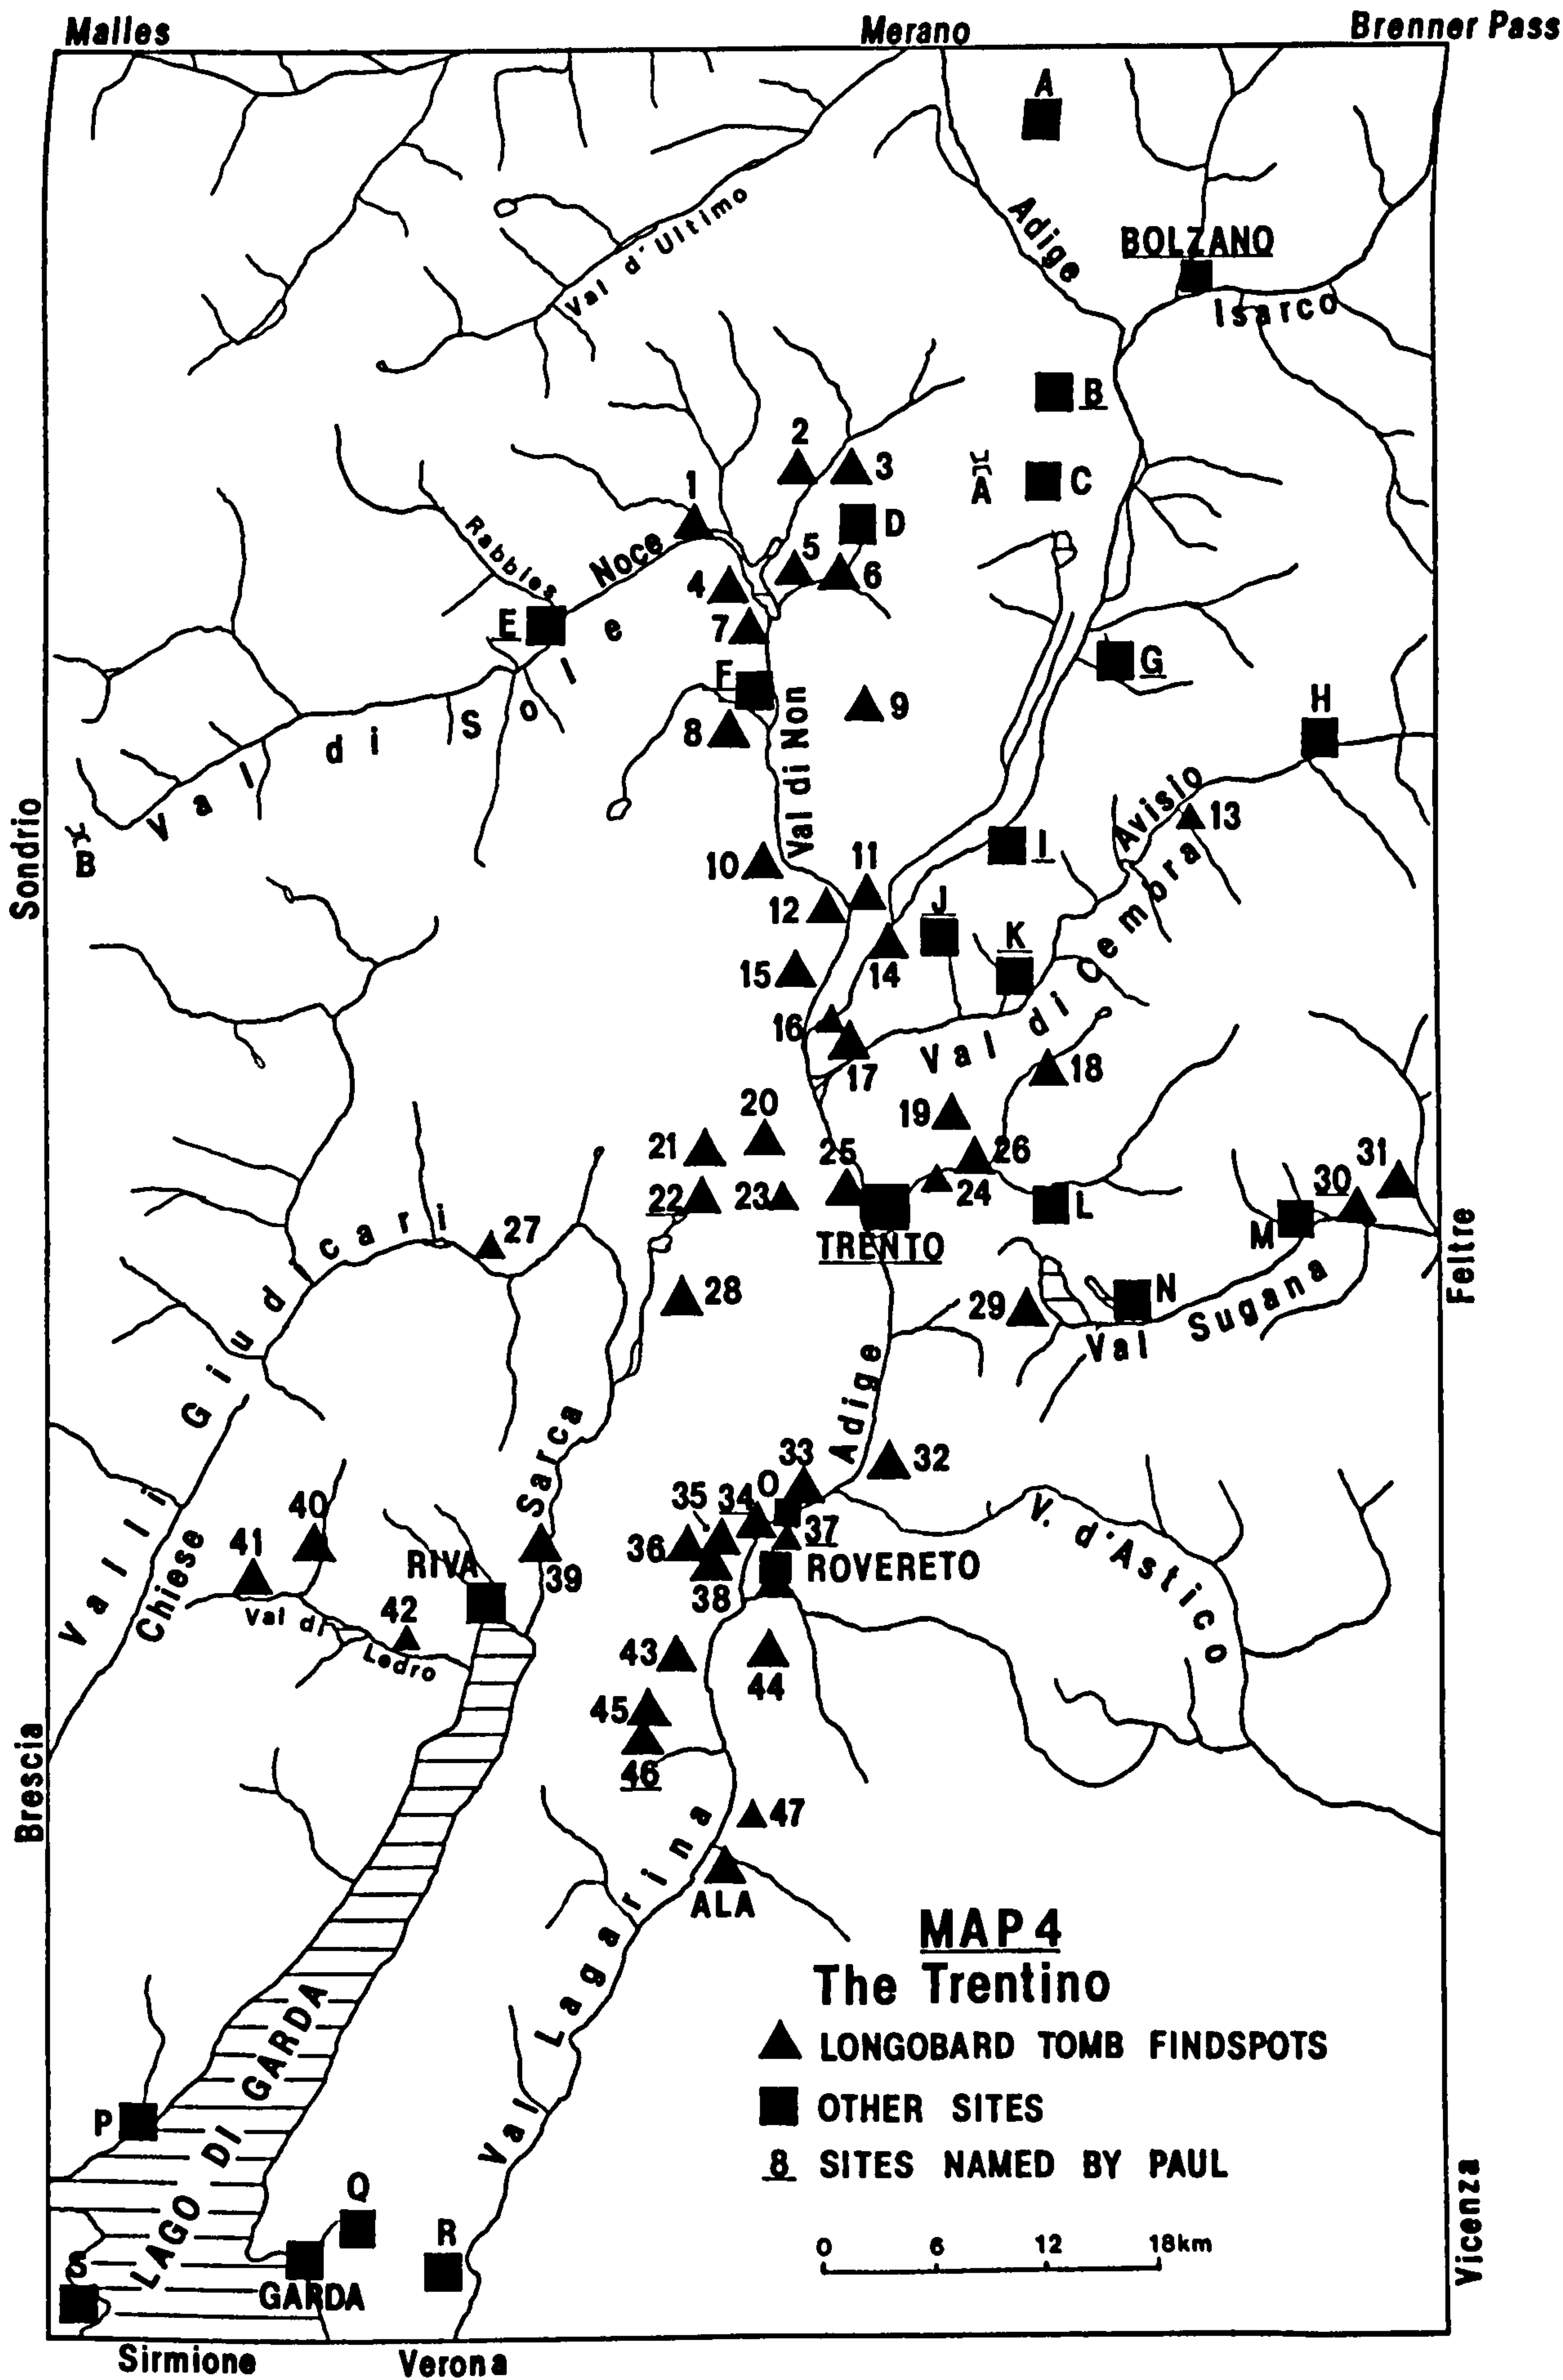 Malles
Merano
Brenner Pass
A
Adige
BOLZANO
Isarco
Val d'Ultimo
B
2
3
A
C
1
D
Rabbies
Noce
5
4
6
E
7
F
G
9
H
8
Val di Sole
Val di Non
Avisio
13
Sondrio
B
10
11
I
12
J
K
15
14
Val di Cembra
16
17
18
20
19
21
25
26
31
22
23
24
L
30
TRENTO
M
Feltre
27
28
29
N
Val Sugana
Valli Giudicari
Adige
Sarca
33
32
O
35
34
40
36
37
V. d'Astico
41
RIVA
39
38
ROVERETO
Chiese
Val di Ledro
42
43
44
45
46
Brescia
47
ALA
Val Lagarina
MAP 4
The Trentino
LONGOBARD TOMB FINDSPOTS
OTHER SITES
8 SITES NAMED BY PAUL
LAGO DI GARDA
P
Q
R
S
GARDA
0 6 12 18km
Vicenza
Sirmione
Verona